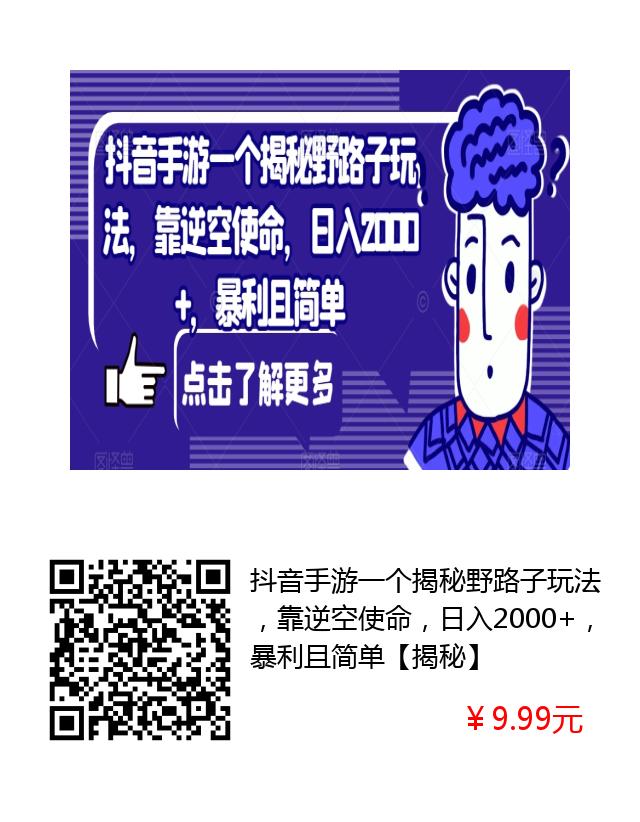 抖音手游一个揭秘野路子玩
法，靠逆空使命，日入2000
+，暴利且简单
点击了解更多
抖音手游一个揭秘野路子玩法
，靠逆空使命，日入2000+，
暴利且简单【揭秘】
￥9.99元